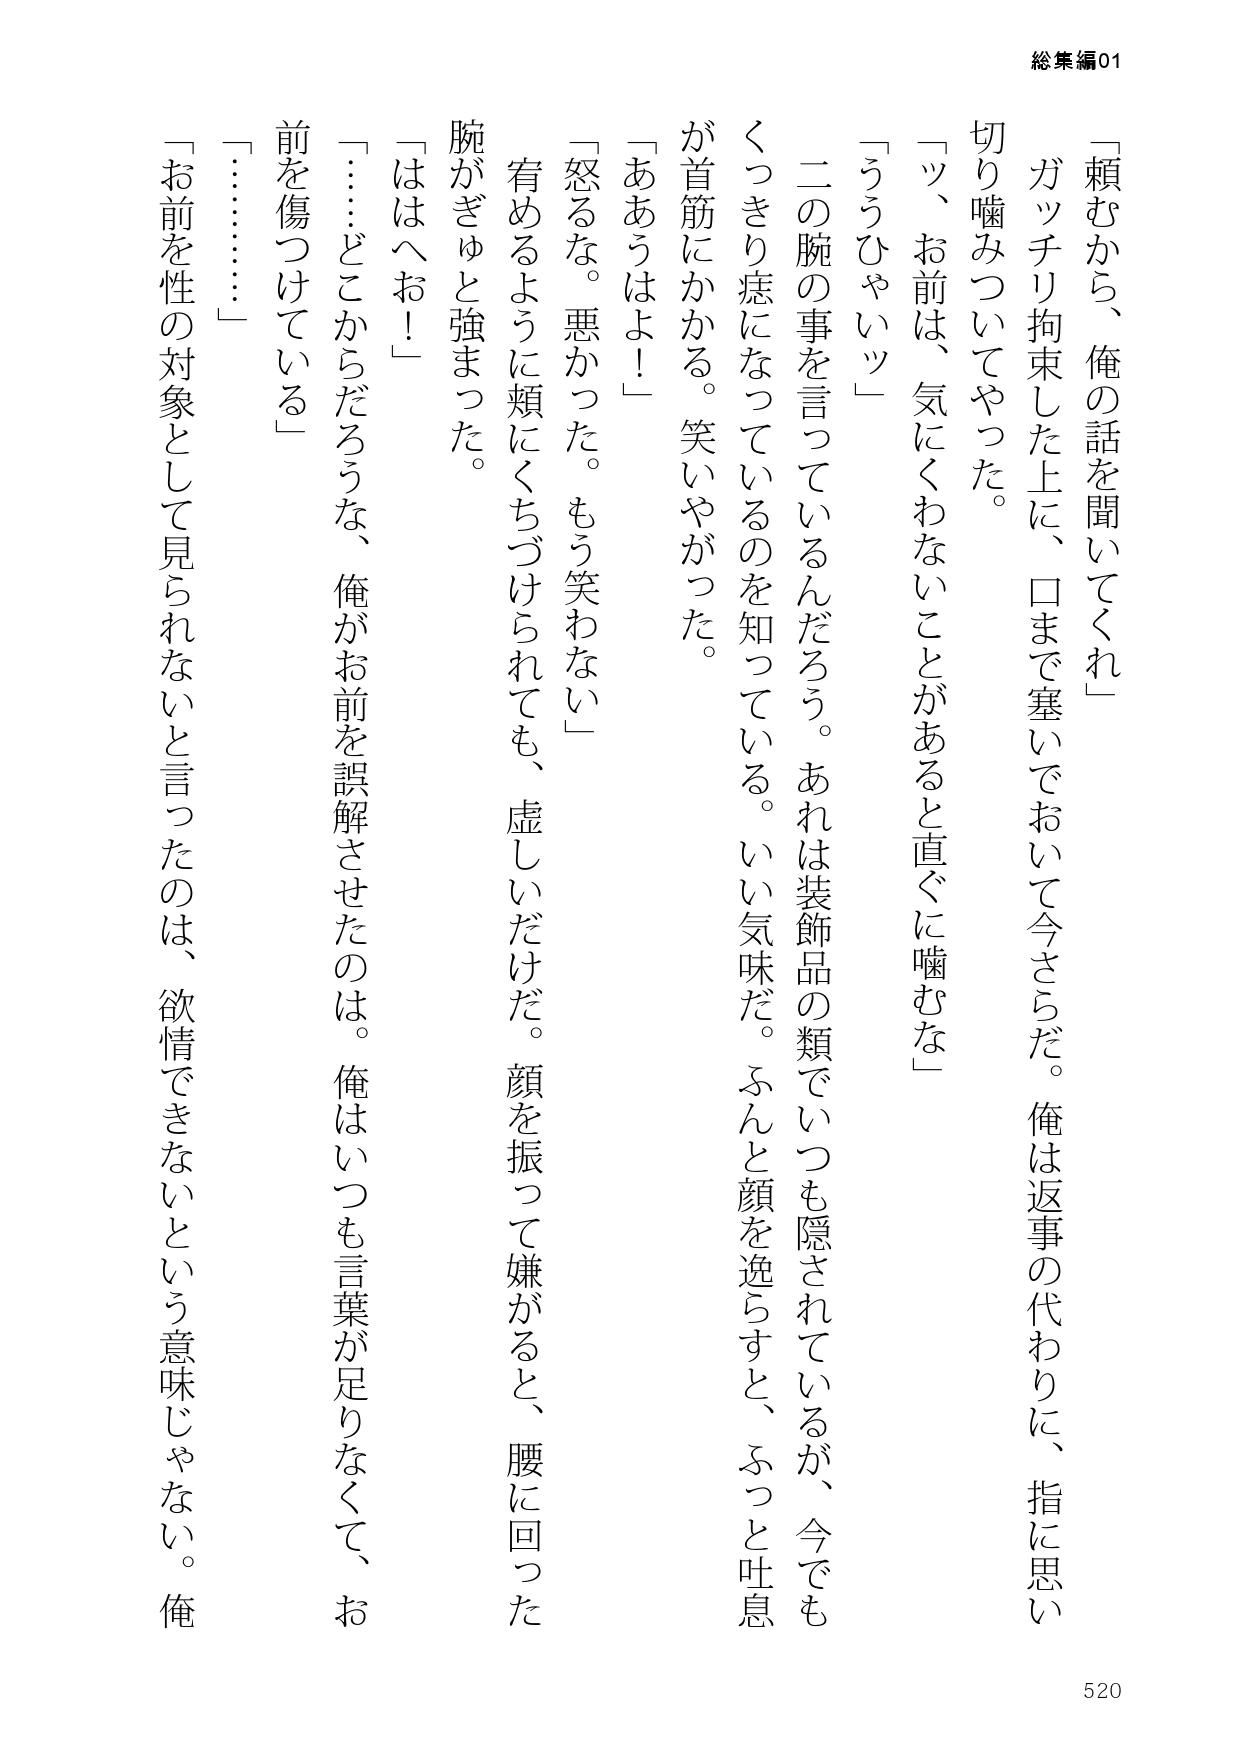 総集編01
「頼むから、俺の話を聞いてくれ」
ガッチリ拘束した上に、口まで塞いでおいて今さらだ。俺は返事の代わりに、指に思い
切り噛みついてやった。
「ッ、お前は、気にくわないことがあると直ぐに噛むな」
「ううひゃいッ」
二の腕の事を言っているんだろう。あれは装飾品の類でいつも隠されているが、今でも
くっきり痣になっているのを知っている。いい気味だ。ふんと顔を逸らすと、ふっと吐息
が首筋にかかる。笑いやがった。
「ああうはよ！」
「怒るな。悪かった。もう笑わない」
宥めるように頬にくちづけられても、虚しいだけだ。顔を振って嫌がると、腰に回った
腕がぎゅと強まった。
「ははへお！」
「……どこからだろうな、俺がお前を誤解させたのは。俺はいつも言葉が足りなくて、お
前を傷つけている」
「…………」
「お前を性の対象として見られないと言ったのは、欲情できないという意味じゃない。俺
520